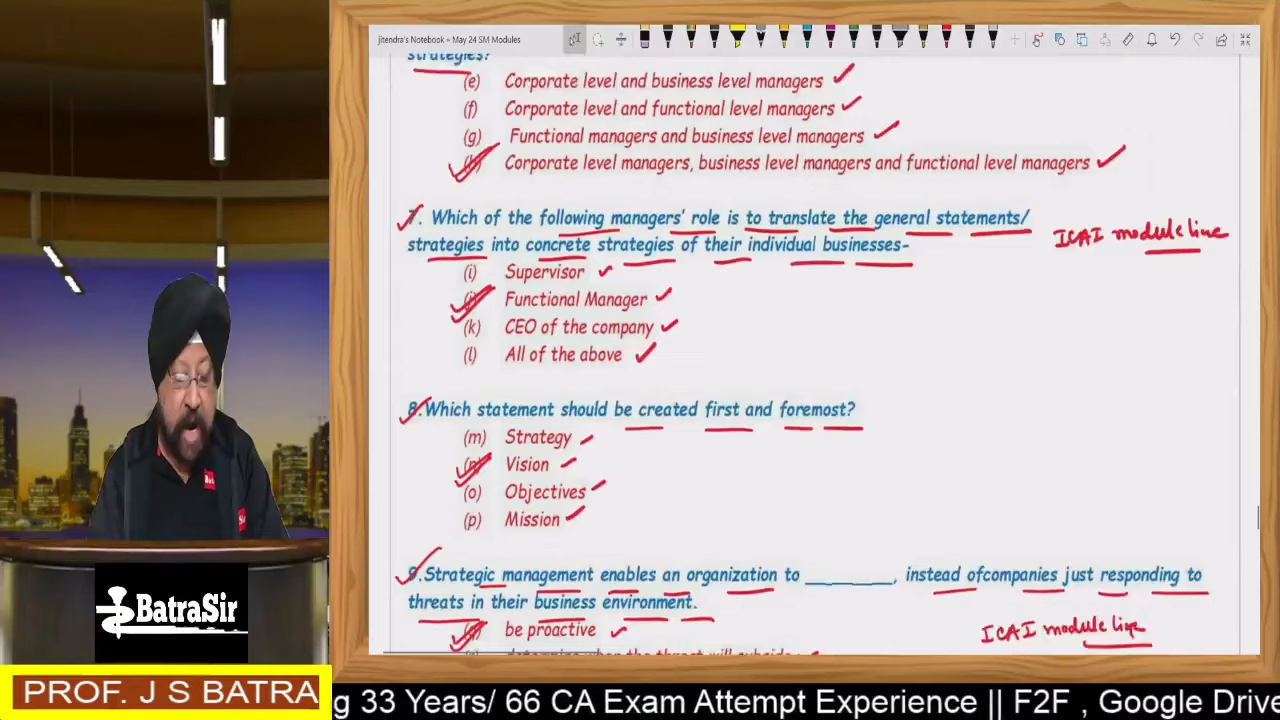 jitendra's Notebook » May 24 SM Modules
strategies?
(e) Corporate level and business level managers
(f) Corporate level and functional level managers
(g) Functional managers and business level managers
Corporate level managers, business level managers and functional level managers
7. Which of the following managers' role is to translate the general statements/
strategies into concrete strategies of their individual businesses-
ICAI module line
(i) Supervisor
Functional Manager
(k) CEO of the company
(l) All of the above
8.Which statement should be created first and foremost?
(m) Strategy
Vision
(o) Objectives
(p) Mission
9.Strategic management enables an organization to _________, instead ofcompanies just responding to
threats in their business environment.
be proactive
ICAI module line
BatraSir
PROF. J S BATRA
g 33 Years/ 66 CA Exam Attempt Experience || F2F , Google Drive